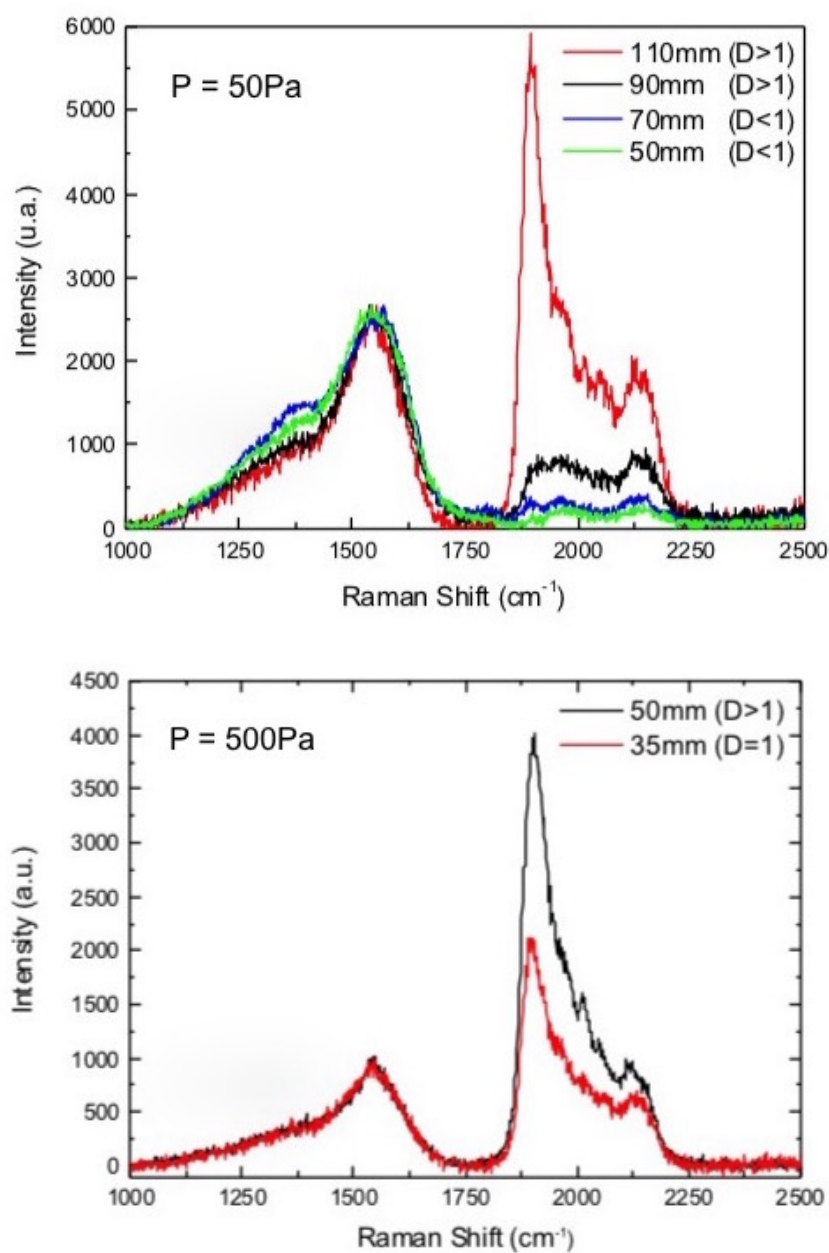 6000
5000
4000
3000
2000
1000
0
Intensity (u.a.)
P = 50Pa
110mm (D>1)
90mm (D>1)
70mm (D<1)
50mm (D<1)
1000 1250 1500 1750 2000 2250 2500
Raman Shift (cm⁻¹)
4500
4000
3500
3000
2500
2000
1500
1000
500
0
Intensity (a.u.)
P = 500Pa
50mm (D>1)
35mm (D=1)
1000 1250 1500 1750 2000 2250 2500
Raman Shift (cm⁻¹)